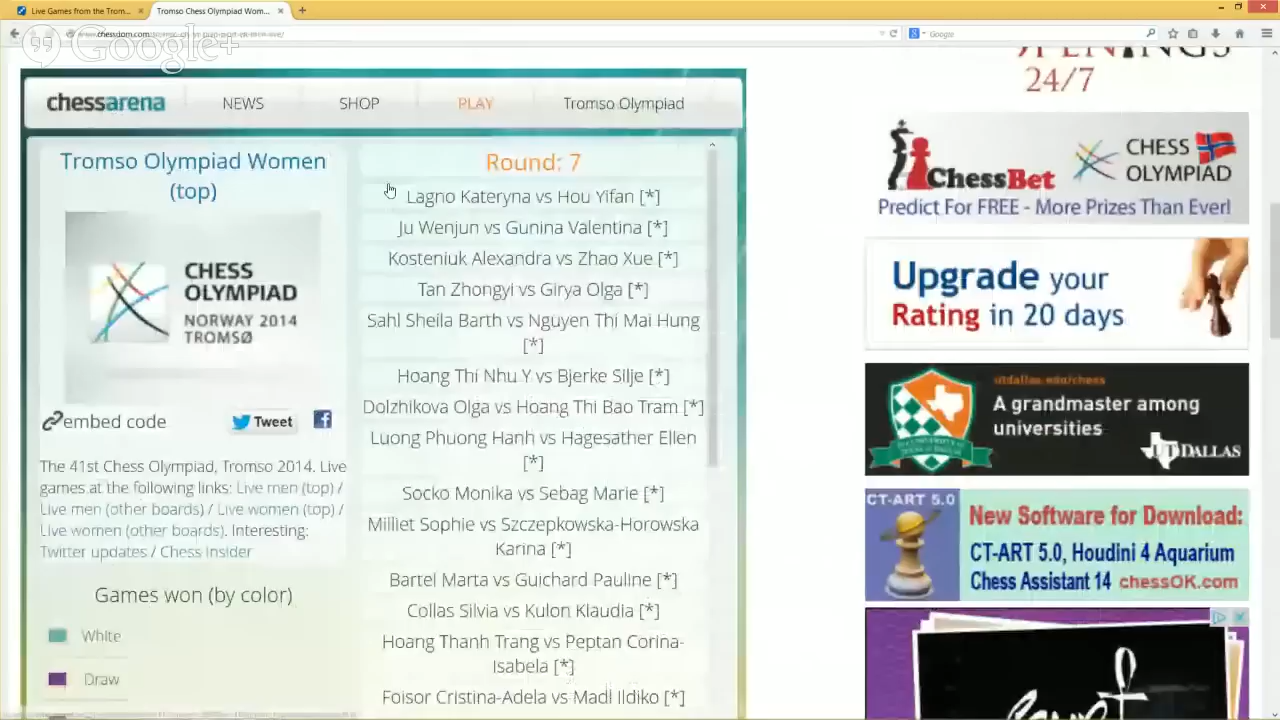 Live Games from the Trom...
Tromso Chess Olympiad Wom...
Google+
www.chessdom.com
Google
chessarena
NEWS
SHOP
PLAY
Tromso Olympiad
Tromso Olympiad Women
(top)
CHESS
OLYMPIAD
NORWAY 2014
TROMSØ
embed code
Tweet
The 41st Chess Olympiad, Tromso 2014. Live
games at the following links: Live men (top) /
Live men (other boards) / Live women (top) /
Live women (other boards). Interesting:
Twitter updates / Chess Insider
Games won (by color)
White
Draw
Round: 7
Lagno Kateryna vs Hou Yifan [*]
Ju Wenjun vs Gunina Valentina [*]
Kosteniuk Alexandra vs Zhao Xue [*]
Tan Zhongyi vs Girya Olga [*]
Sahl Sheila Barth vs Nguyen Thi Mai Hung
[*]
Hoang Thi Nhu Y vs Bjerke Silje [*]
Dolzhikova Olga vs Hoang Thi Bao Tram [*]
Luong Phuong Hanh vs Hagesather Ellen
[*]
Socko Monika vs Sebag Marie [*]
Milliet Sophie vs Szczepkowska-Horowska
Karina [*]
Bartel Marta vs Guichard Pauline [*]
Collas Silvia vs Kulon Klaudia [*]
Hoang Thanh Trang vs Peptan Corina-
Isabela [*]
Foisor Cristina-Adela vs Madl Ildiko [*]
24/7
ChessBet
CHESS
OLYMPIAD
Predict For FREE - More Prizes Than Ever!
Upgrade your
Rating in 20 days
utdallas.edu/chess
A grandmaster among
universities
UT DALLAS
CT-ART 5.0
New Software for Download:
CT-ART 5.0, Houdini 4 Aquarium
Chess Assistant 14 chessOK.com